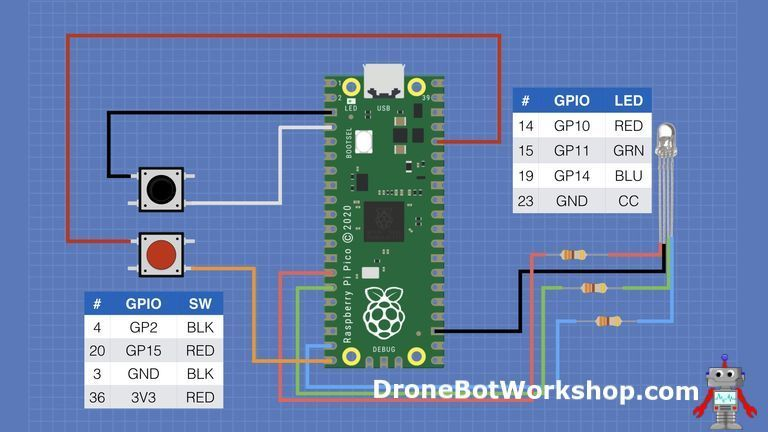 1
2
39
LED
USB
BOOTSEL
Raspberry Pi Pico © 2020
DEBUG
# GPIO LED
14 GP10 RED
15 GP11 GRN
19 GP14 BLU
23 GND CC
# GPIO SW
4 GP2 BLK
20 GP15 RED
3 GND BLK
36 3V3 RED
DroneBotWorkshop.com